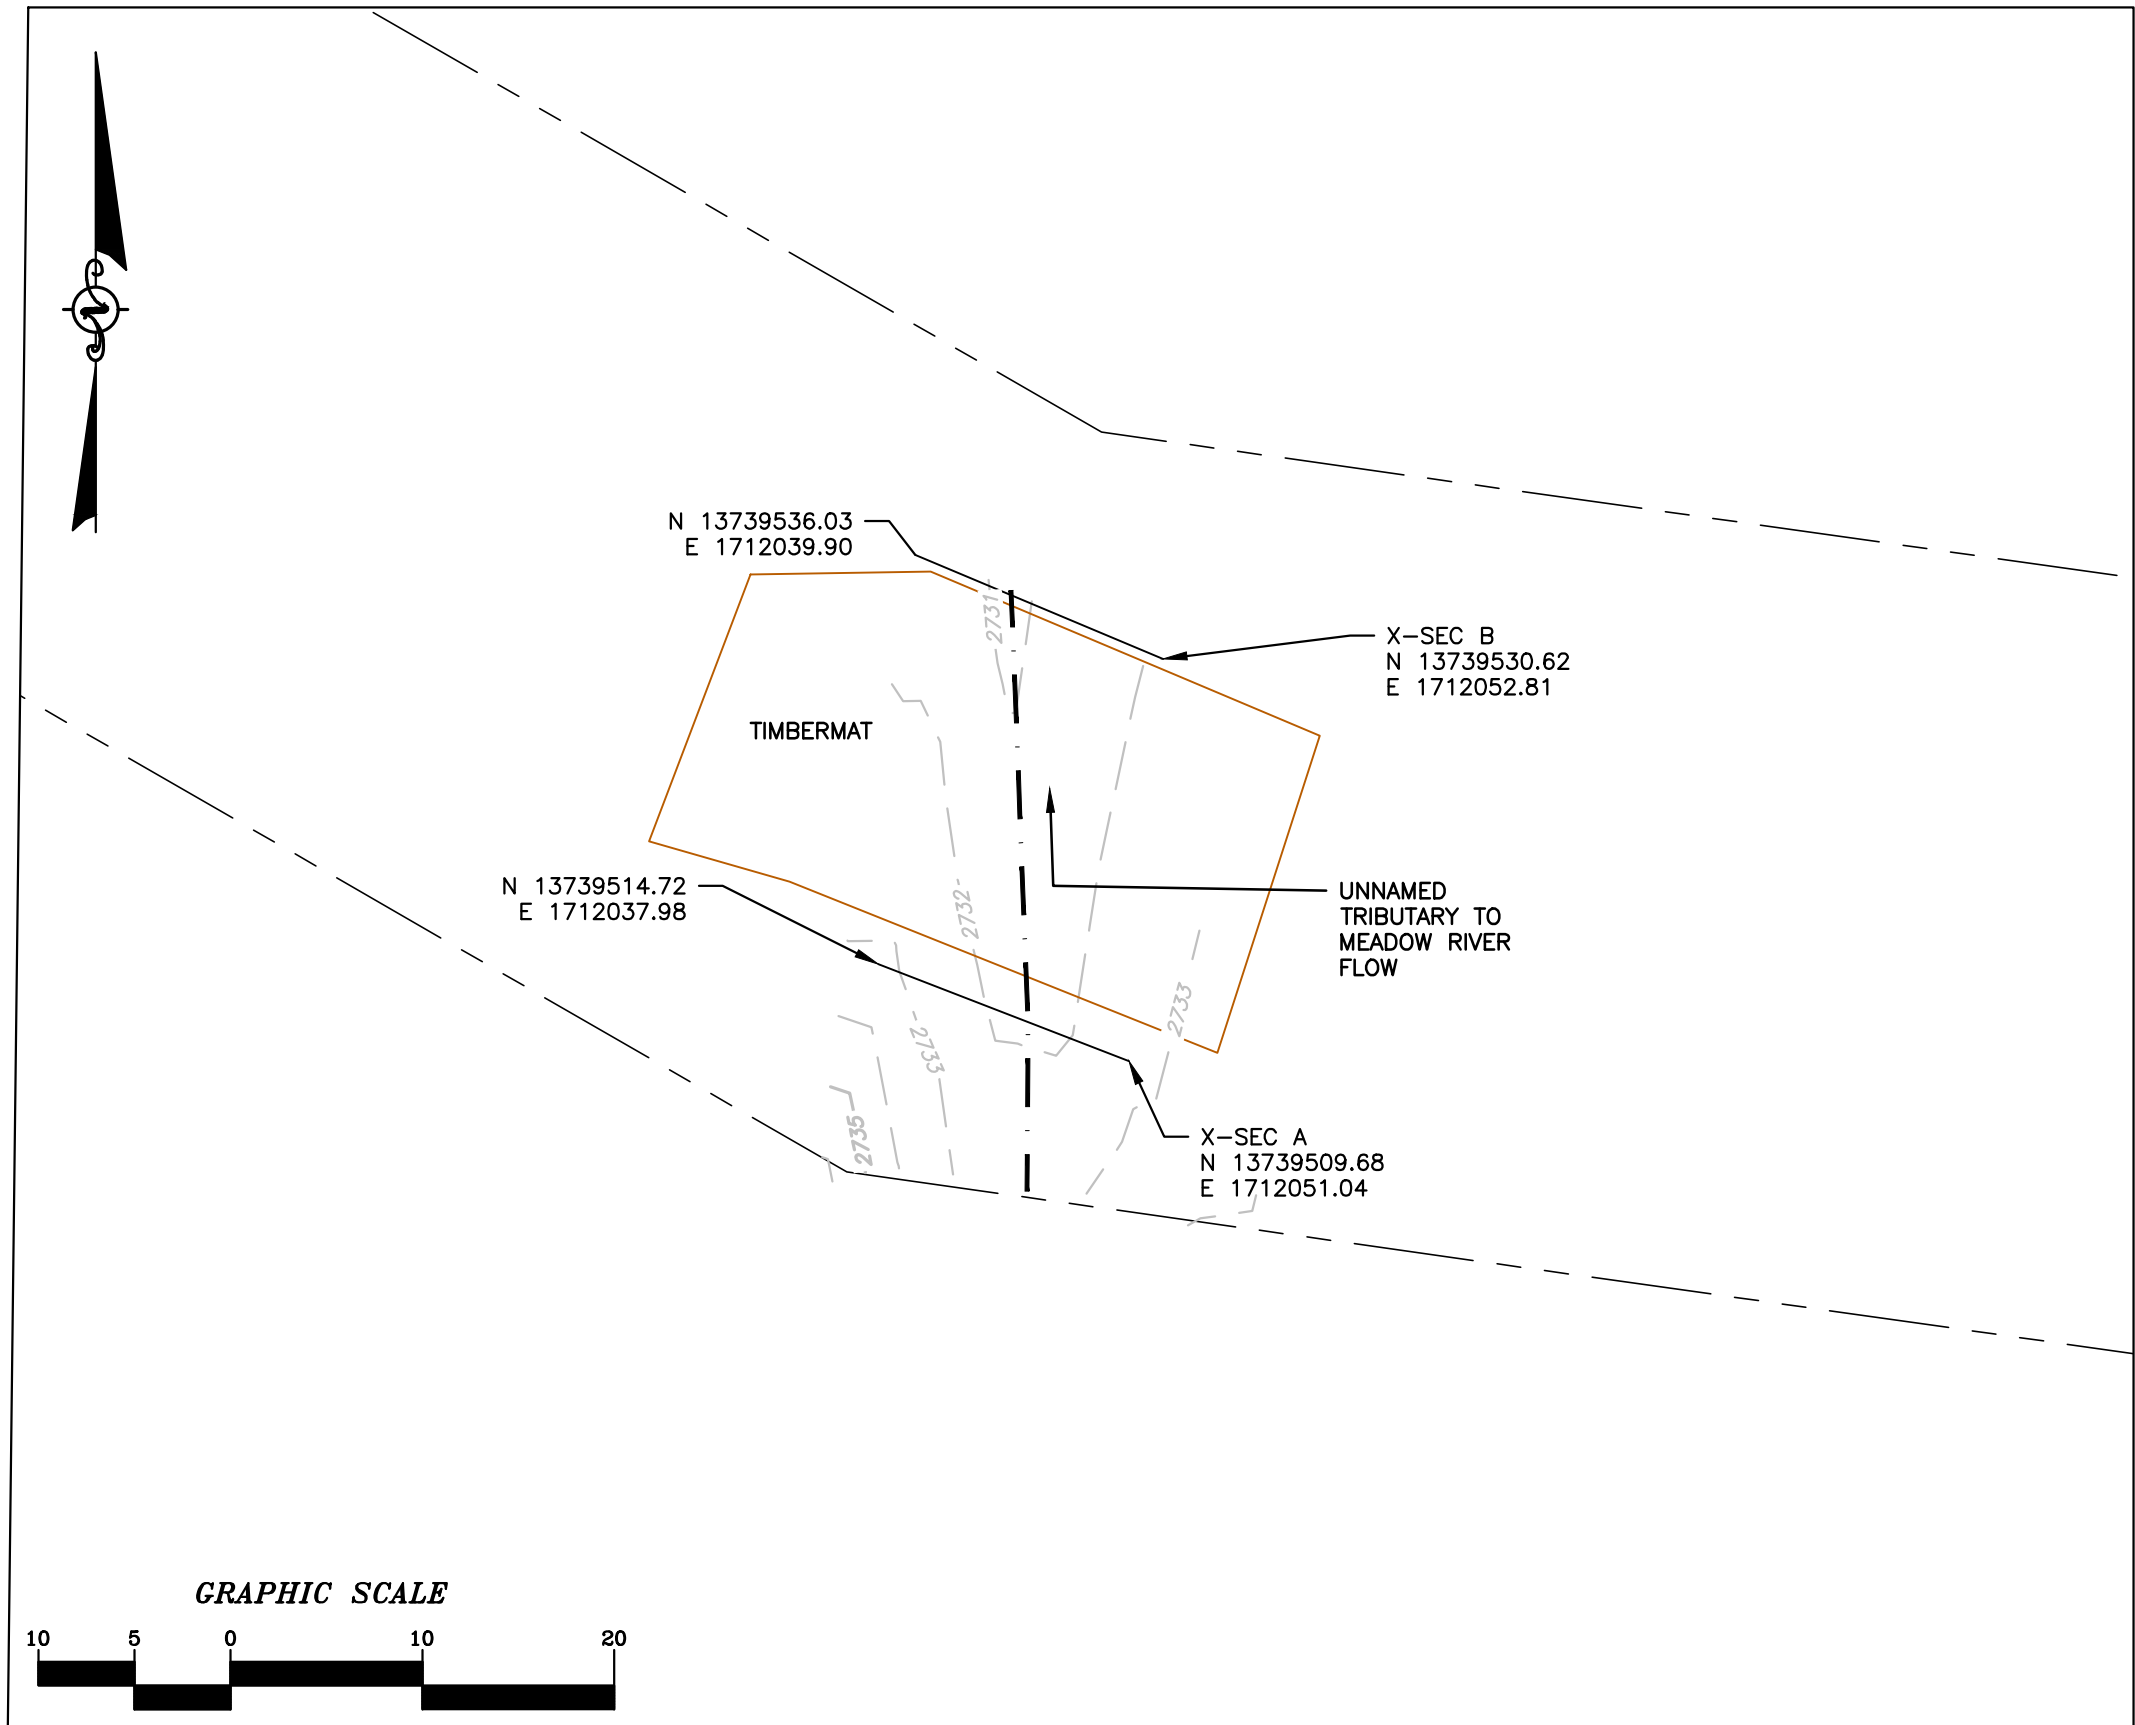 N
N 13739536.03
E 1712039.90
X-SEC B
N 13739530.62
E 1712052.81
2731
TIMBERMAT
N 13739514.72
E 1712037.98
2732
UNNAMED
TRIBUTARY TO
MEADOW RIVER
FLOW
2733
2733
2735
X-SEC A
N 13739509.68
E 1712051.04
GRAPHIC SCALE
10 5 0 10 20